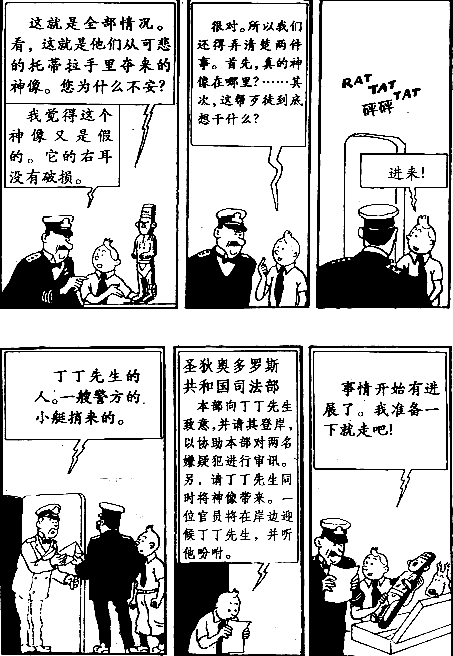 这就是全部情况。
看，这就是他们从可悲
的托蒂拉手里夺来的
神像。您为什么不安？
我觉得这个
神像又是假
的。它的右耳
没有破损。
很对。所以我们
还得弄清楚两件
事。首先，真的神
像在哪里？……其
次，这帮歹徒到底
想干什么？
RAT
TAT
TAT
砰砰
进来！
丁丁先生的
人。一艘警方的
小艇捎来的。
圣狄奥多罗斯
共和国司法部
本部向丁丁先生
致意，并请其登岸，
以协助本部对两名
嫌疑犯进行审讯。
另，请丁丁先生同
时将神像带来。一
位官员将在岸边迎
候丁丁先生，并听
他吩咐。
事情开始有进
展了。我准备一
下就走吧！